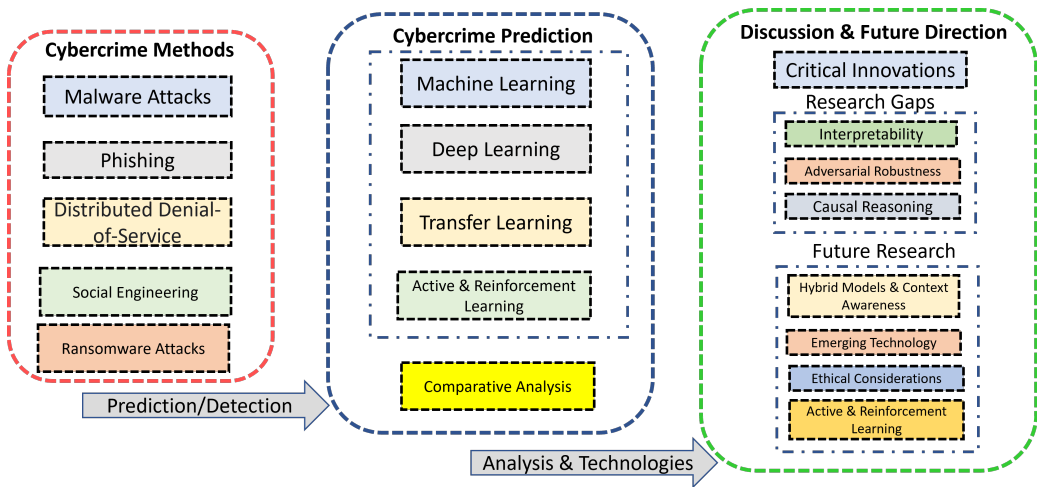 Cybercrime Methods
Malware Attacks
Phishing
Distributed Denial-
of-Service
Social Engineering
Ransomware Attacks
Prediction/Detection
Cybercrime Prediction
Machine Learning
Deep Learning
Transfer Learning
Active & Reinforcement
Learning
Comparative Analysis
Analysis & Technologies
Discussion & Future Direction
Critical Innovations
Research Gaps
Interpretability
Adversarial Robustness
Causal Reasoning
Future Research
Hybrid Models & Context
Awareness
Emerging Technology
Ethical Considerations
Active & Reinforcement
Learning